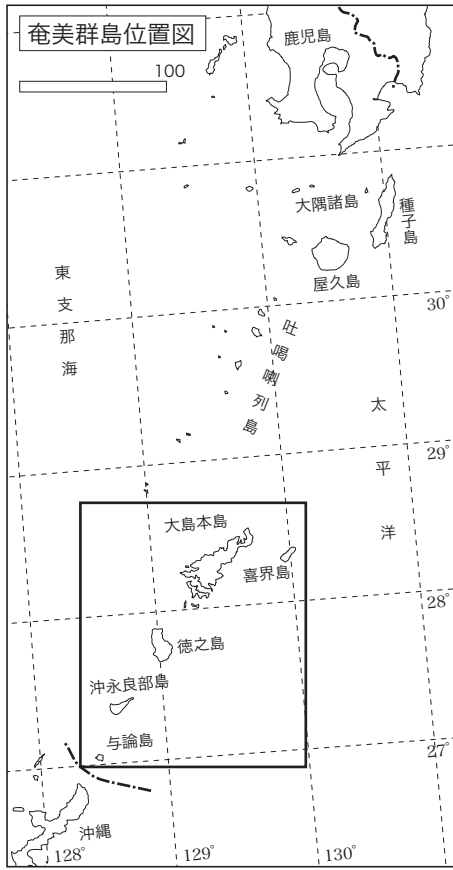 奄美群島位置図
100
鹿児島
大隅諸島
種子島
屋久島
30°
東支那海
吐噶喇列島
太平洋
29°
大島本島
喜界島
28°
徳之島
沖永良部島
与論島
27°
沖縄
128°
129°
130°